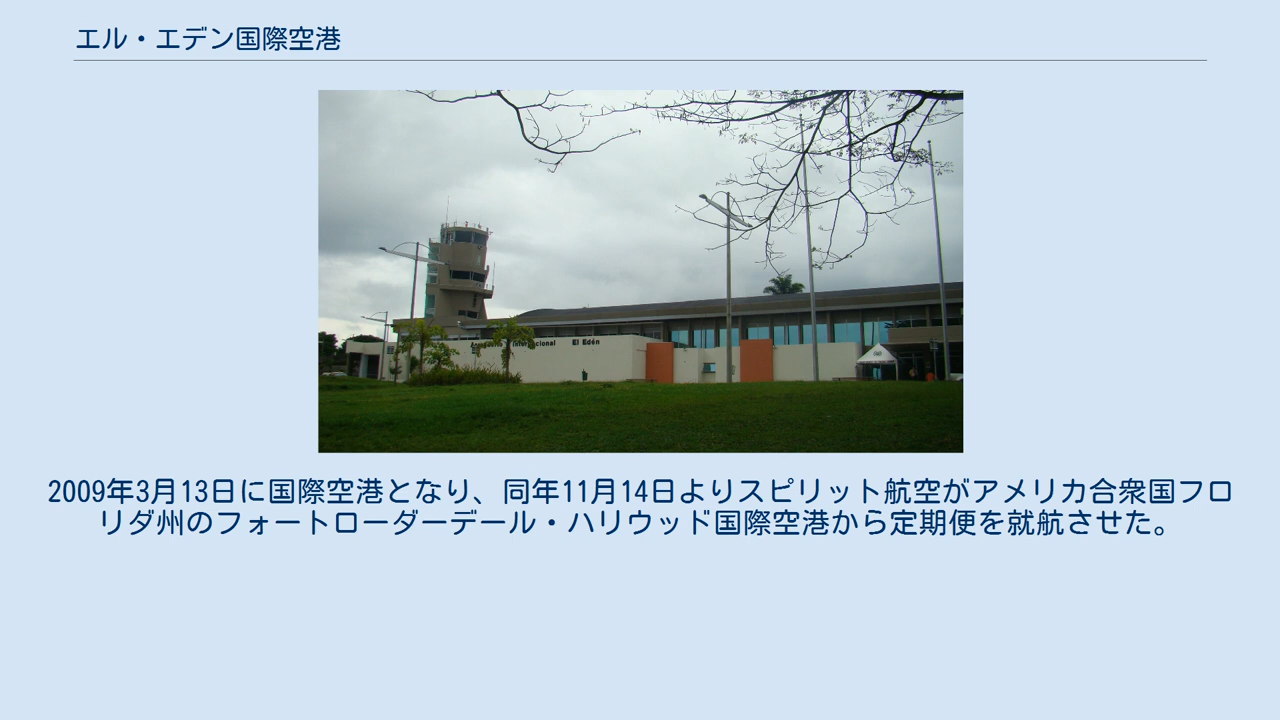 エル・エデン国際空港
Internacional El Edén
2009年3月13日に国際空港となり、同年11月14日よりスピリット航空がアメリカ合衆国フロ
リダ州のフォートローダーデール・ハリウッド国際空港から定期便を就航させた。